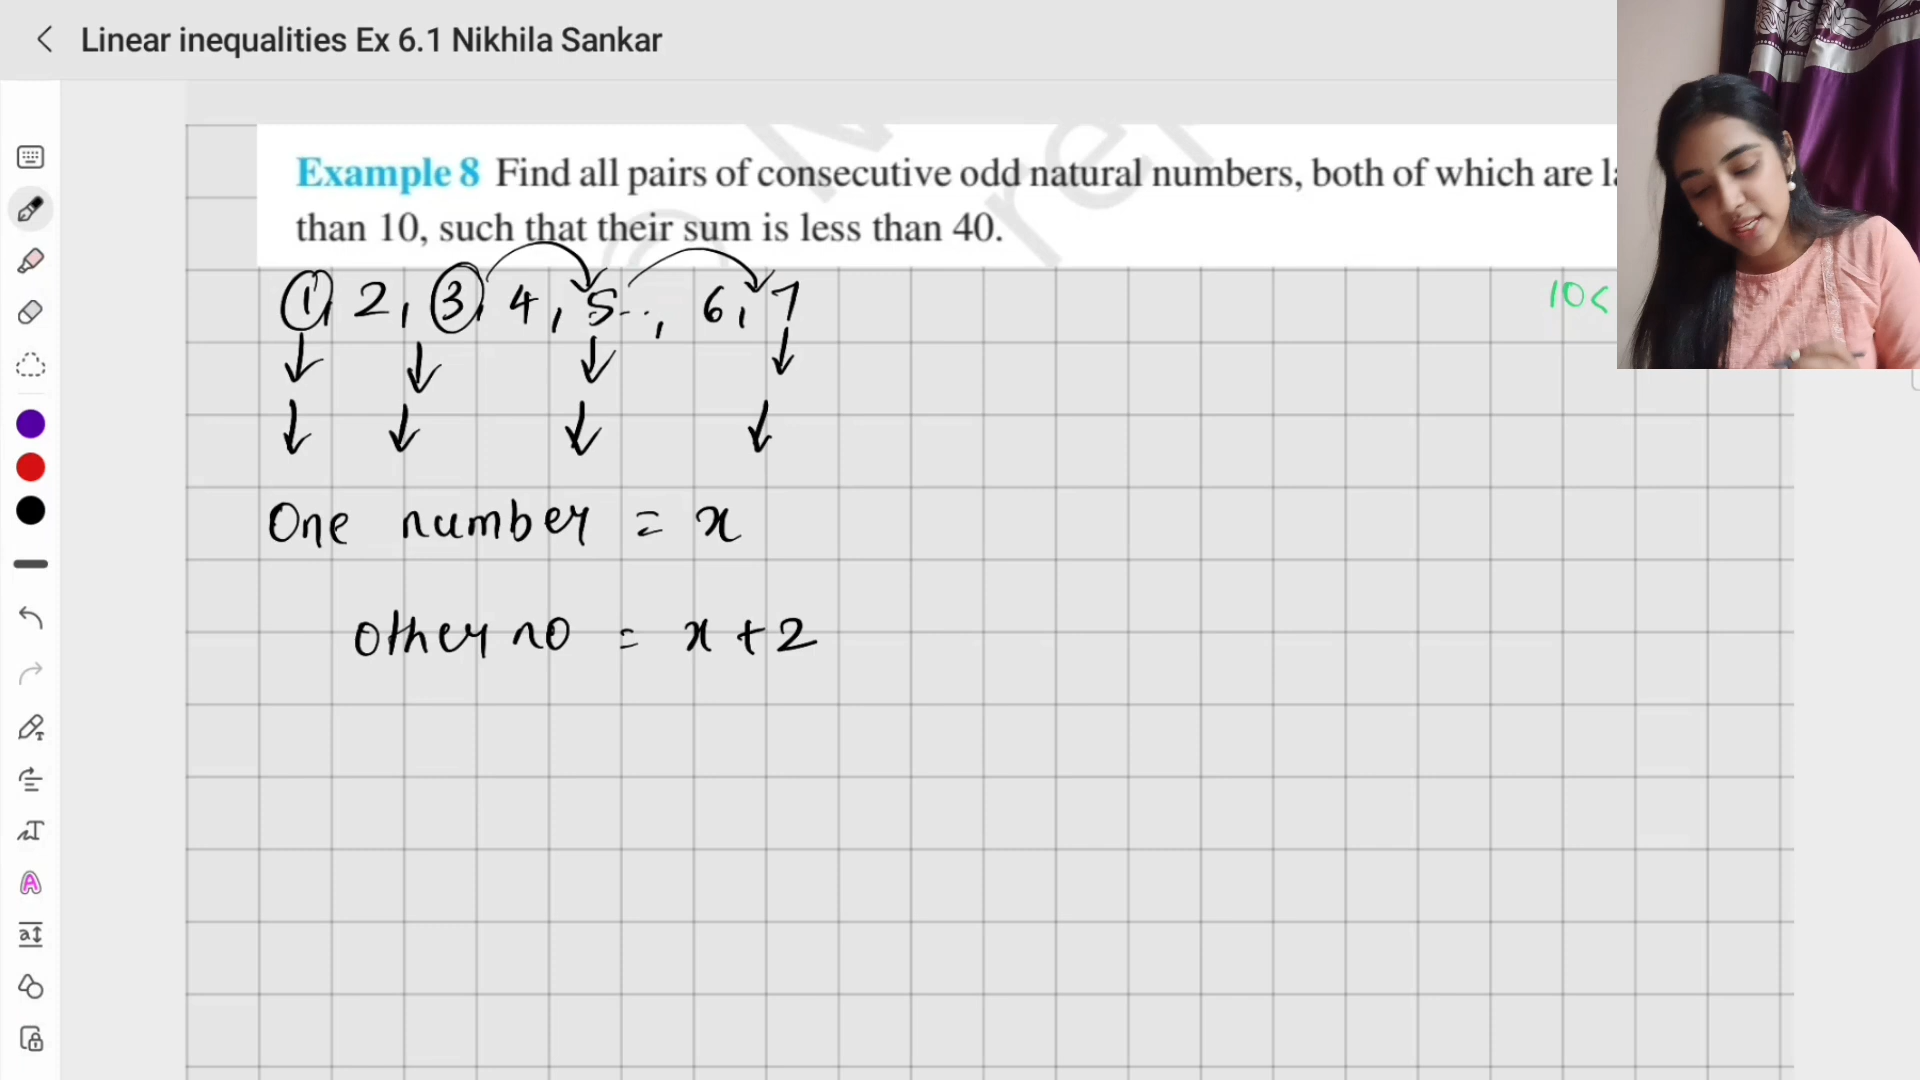 Linear inequalities Ex 6.1 Nikhila Sankar
Example 8 Find all pairs of consecutive odd natural numbers, both of which are la
than 10, such that their sum is less than 40.
1, 2, 3, 4, 5..., 6, 7
10<
One number = x
other no = x + 2